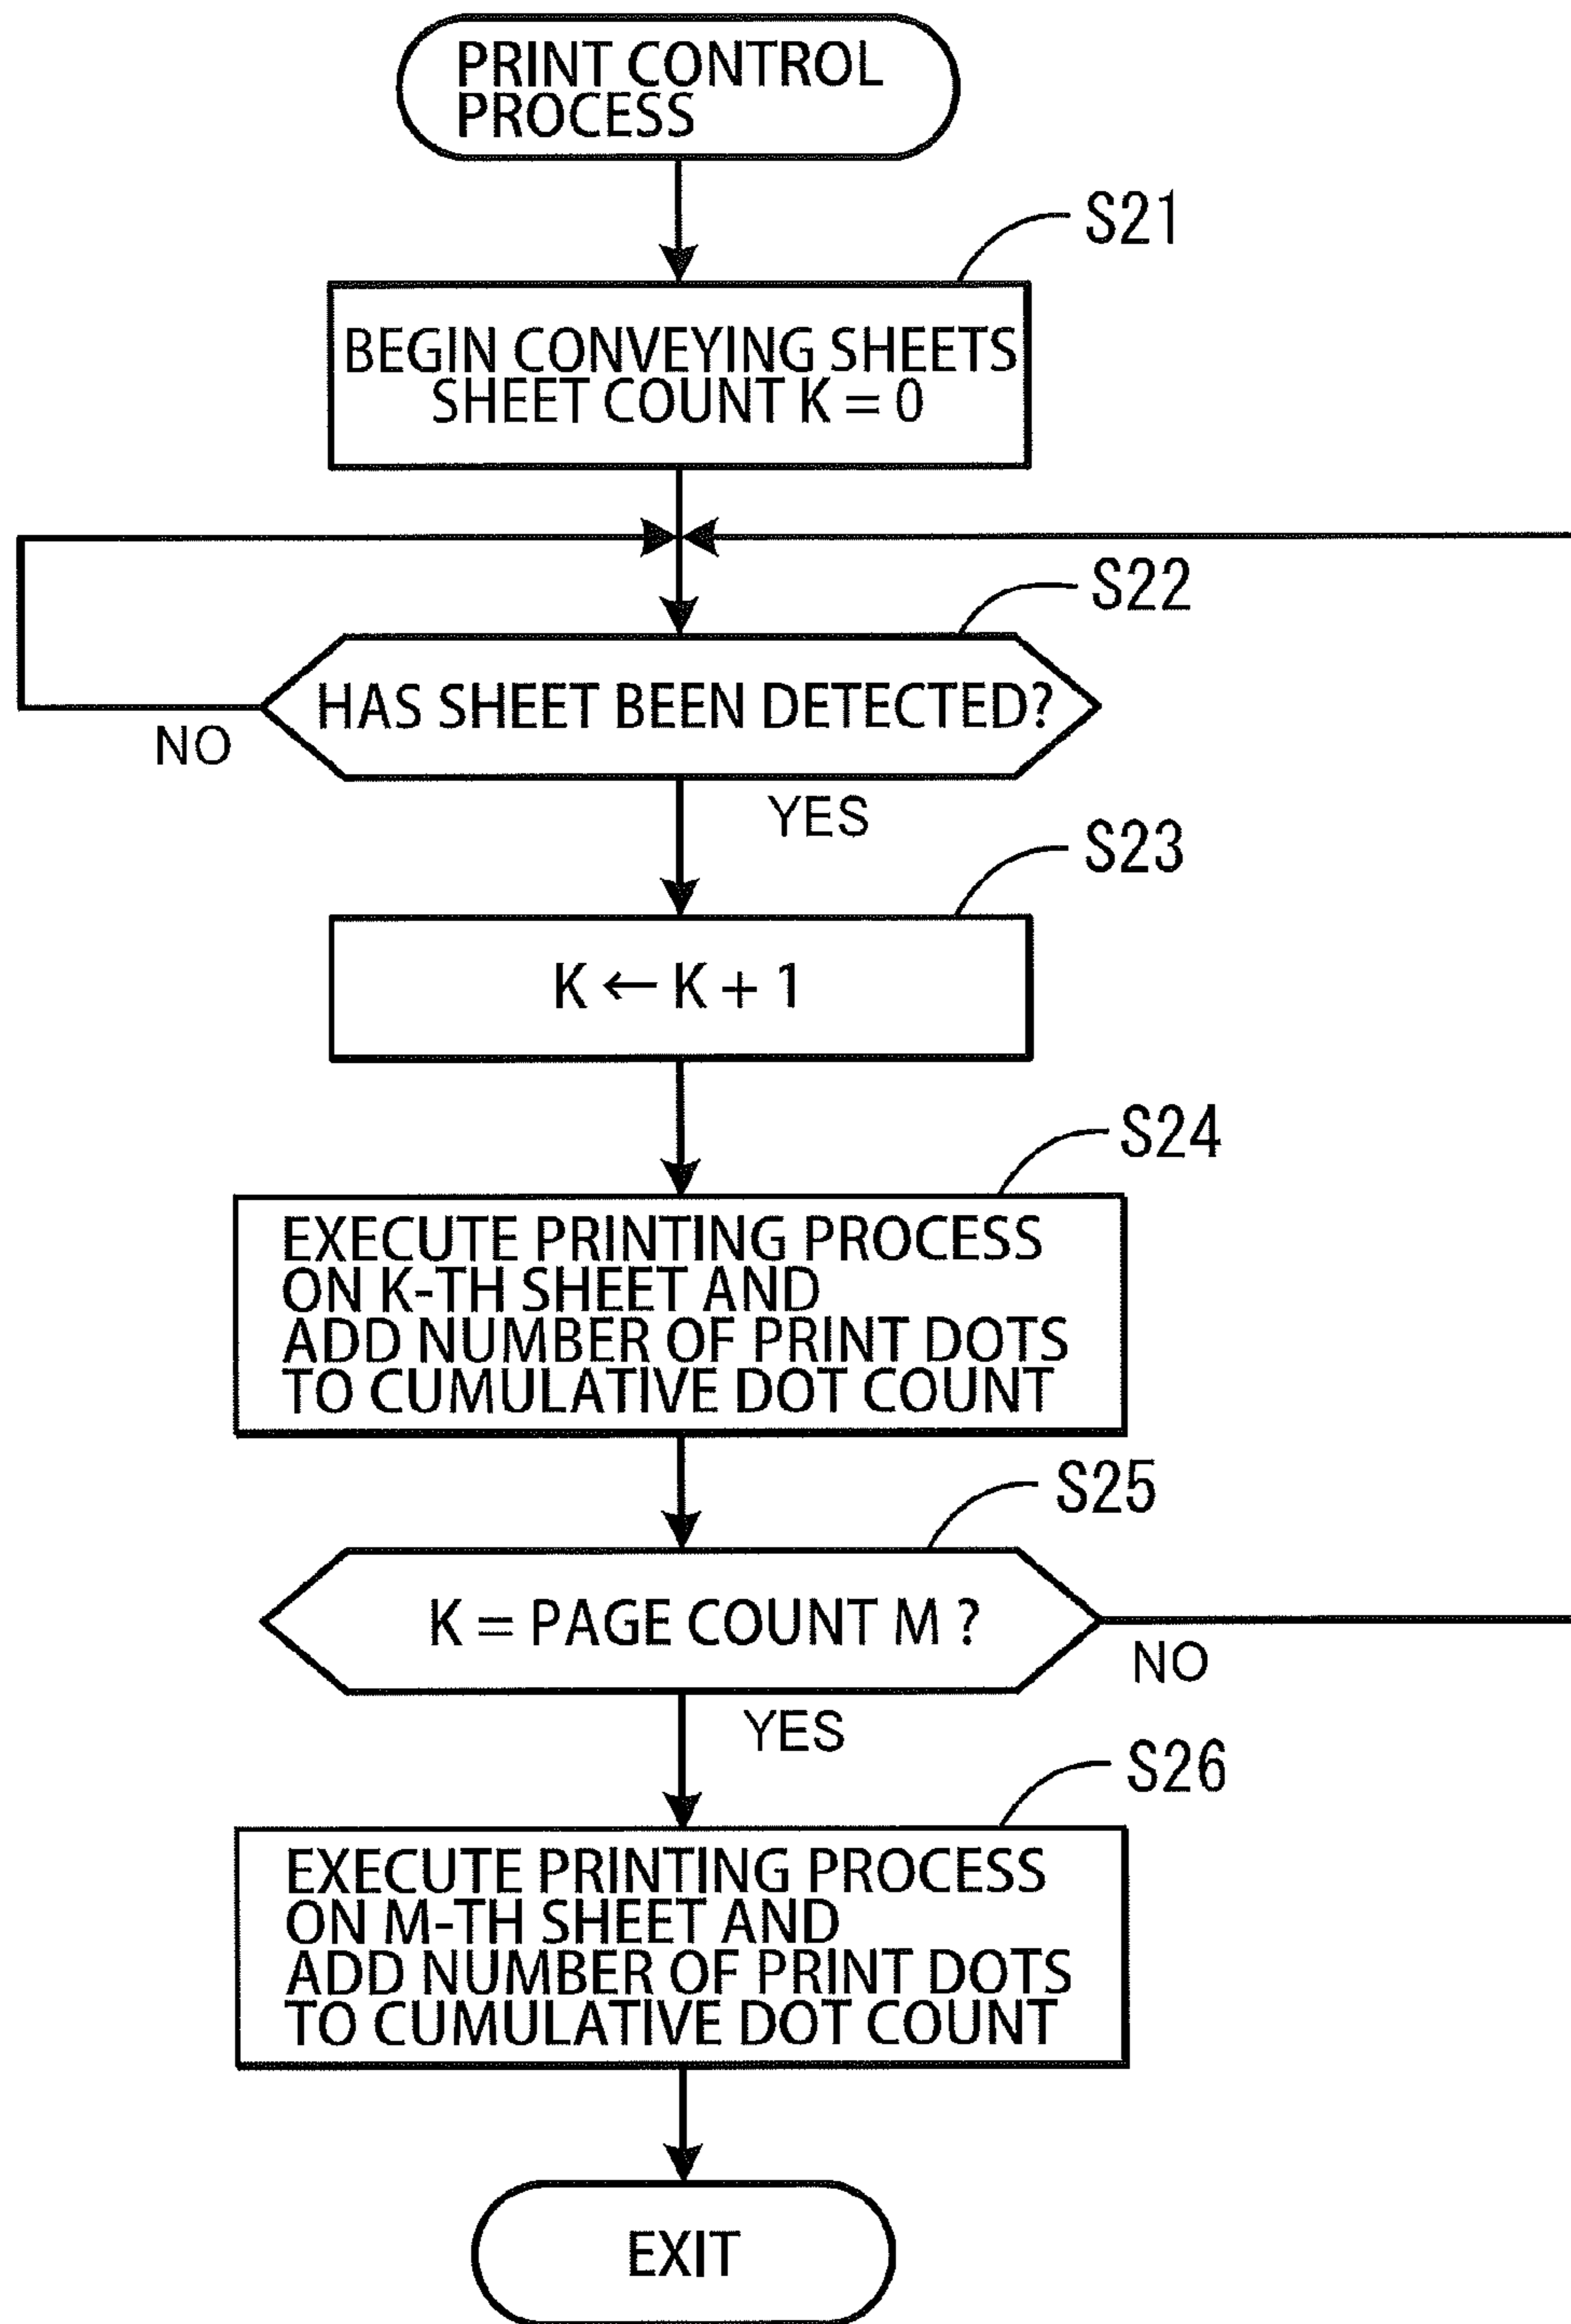 PRINT CONTROL
PROCESS
S21
BEGIN CONVEYING SHEETS
SHEET COUNT K = 0
S22
HAS SHEET BEEN DETECTED?
NO
YES
S23
K ← K + 1
S24
EXECUTE PRINTING PROCESS
ON K-TH SHEET AND
ADD NUMBER OF PRINT DOTS
TO CUMULATIVE DOT COUNT
S25
K = PAGE COUNT M ?
NO
YES
S26
EXECUTE PRINTING PROCESS
ON M-TH SHEET AND
ADD NUMBER OF PRINT DOTS
TO CUMULATIVE DOT COUNT
EXIT